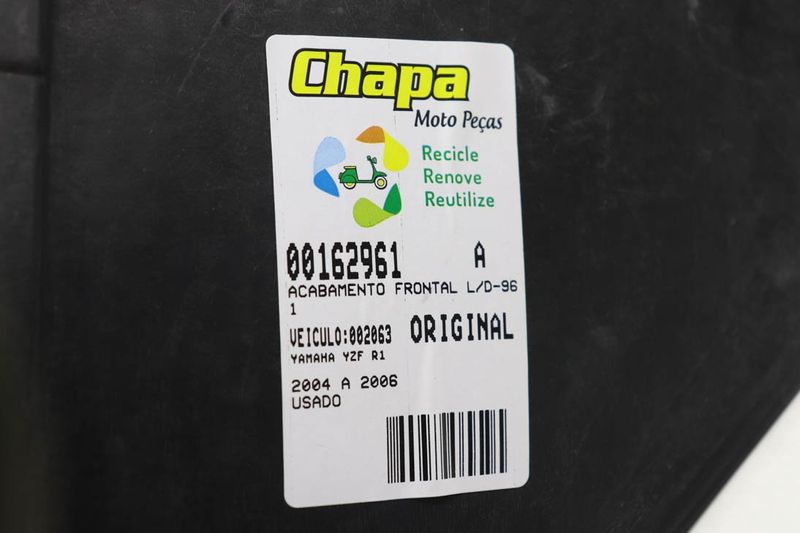 Chapa
Moto Peças
Recicle
Renove
Reutilize
00162961 A
ACABAMENTO FRONTAL L/D-96
1
VEICULO:002063 ORIGINAL
YAMAHA YZF R1
2004 A 2006
USADO